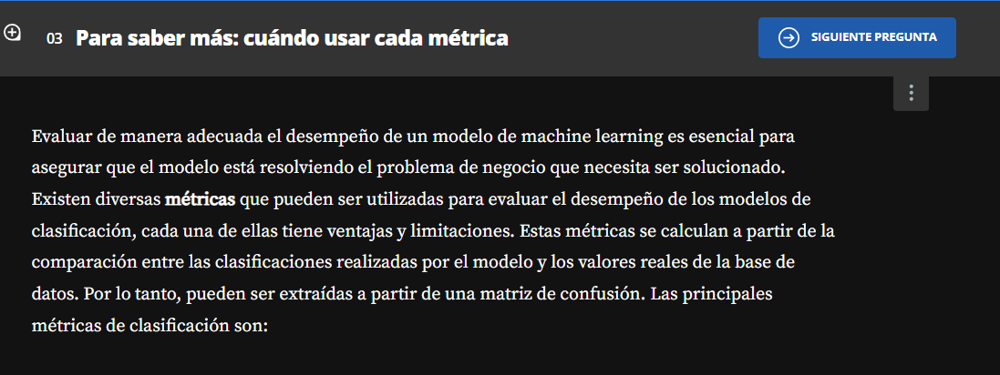 03 Para saber más: cuándo usar cada métrica
SIGUIENTE PREGUNTA
Evaluar de manera adecuada el desempeño de un modelo de machine learning es esencial para
asegurar que el modelo está resolviendo el problema de negocio que necesita ser solucionado.
Existen diversas métricas que pueden ser utilizadas para evaluar el desempeño de los modelos de
clasificación, cada una de ellas tiene ventajas y limitaciones. Estas métricas se calculan a partir de la
comparación entre las clasificaciones realizadas por el modelo y los valores reales de la base de
datos. Por lo tanto, pueden ser extraídas a partir de una matriz de confusión. Las principales
métricas de clasificación son: